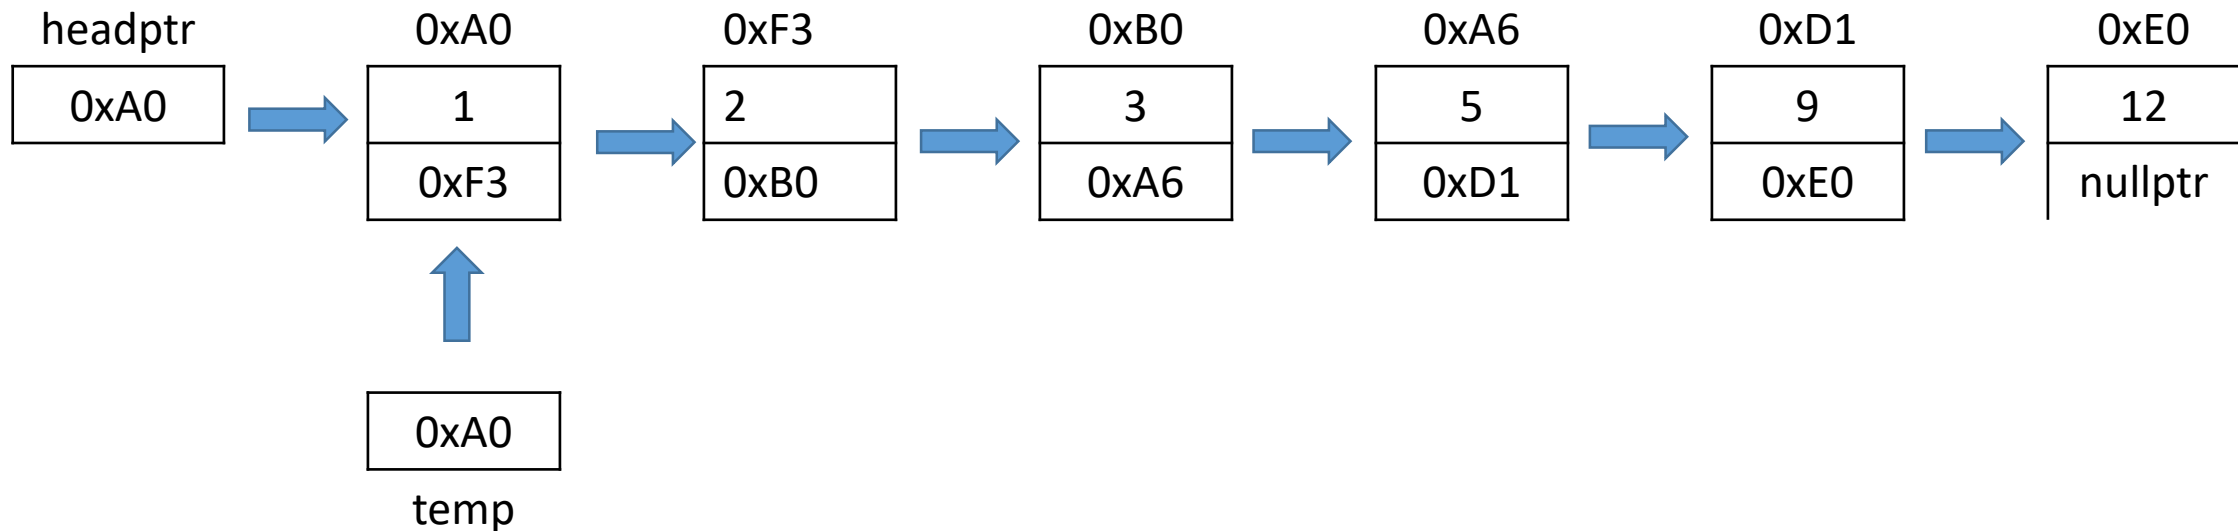 headptr 0xA0 0xF3 0xB0 0xA6 0xD1 0xE0
0xA0 1 2 3 5 9 12
0xF3 0xB0 0xA6 0xD1 0xE0 nullptr
0xA0
temp